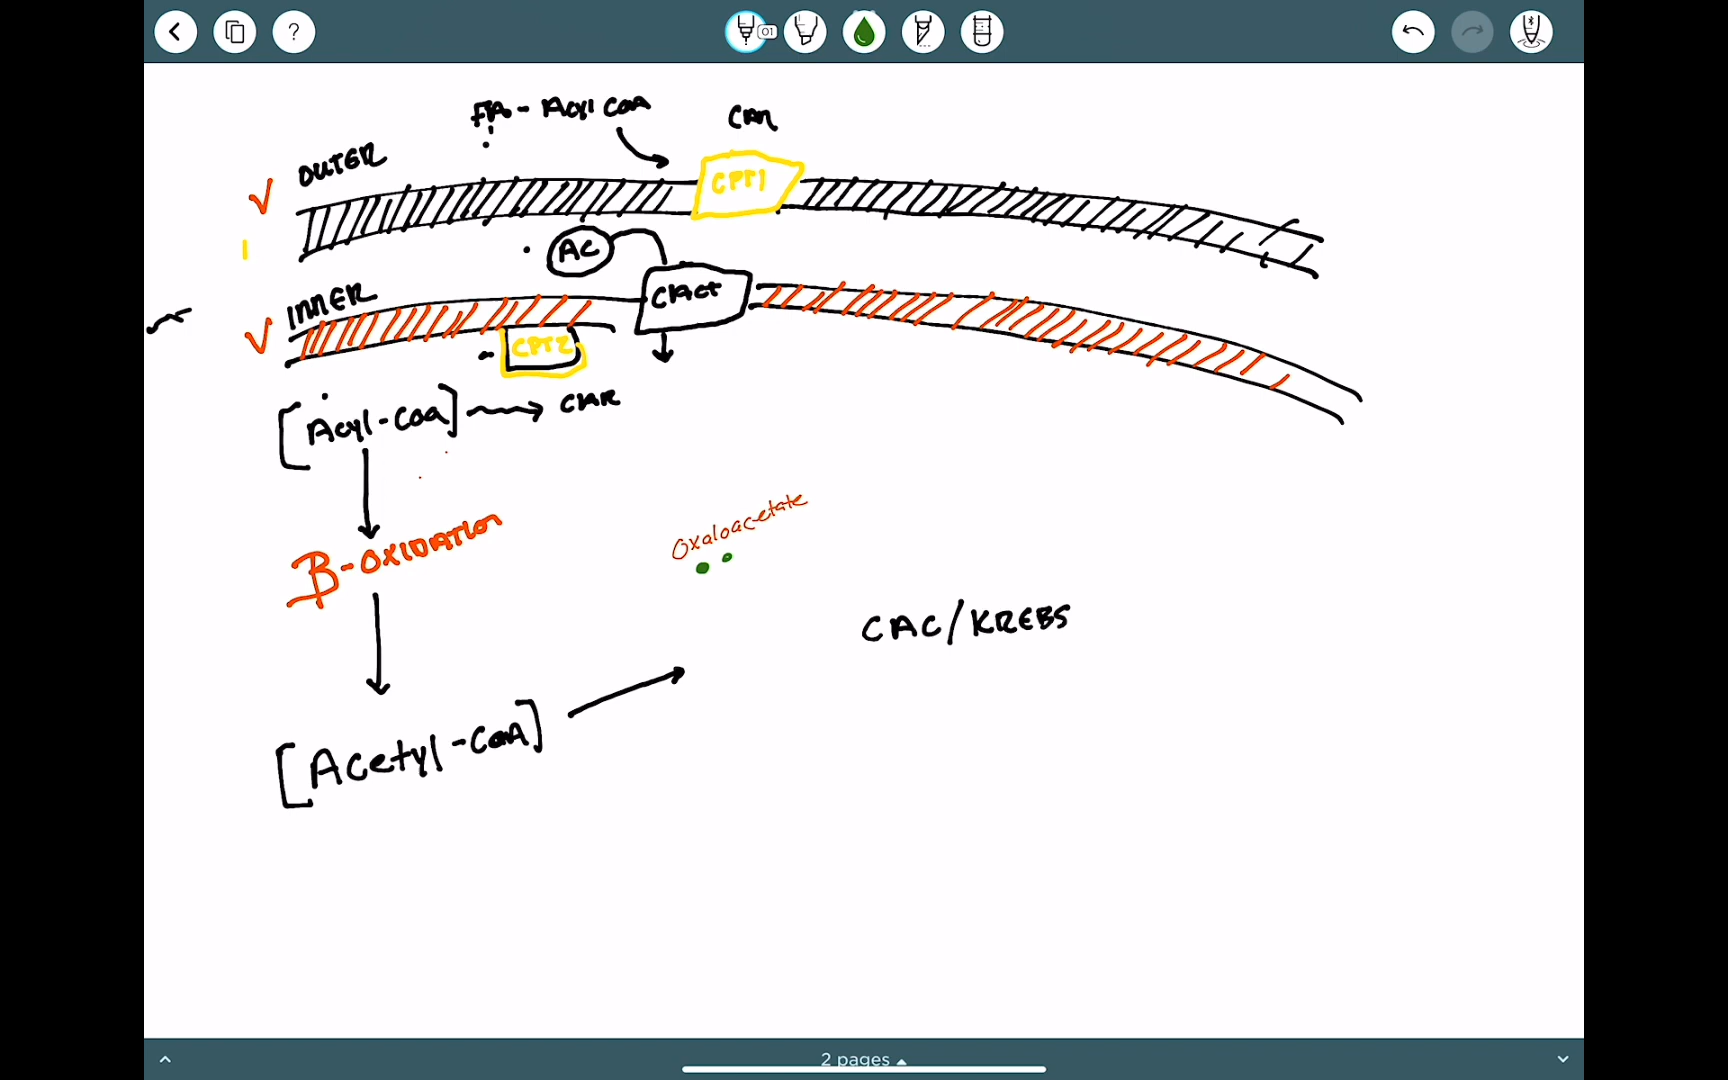 ?
01
FA - Acyl CoA
CAR
OUTER
CPT1
AC
INNER
CAct
CPT2
[Acyl-Coa] → CAR
B-OXIDATION
Oxaloacetate
CAC/KREBS
[Acetyl-CoA]
2 pages